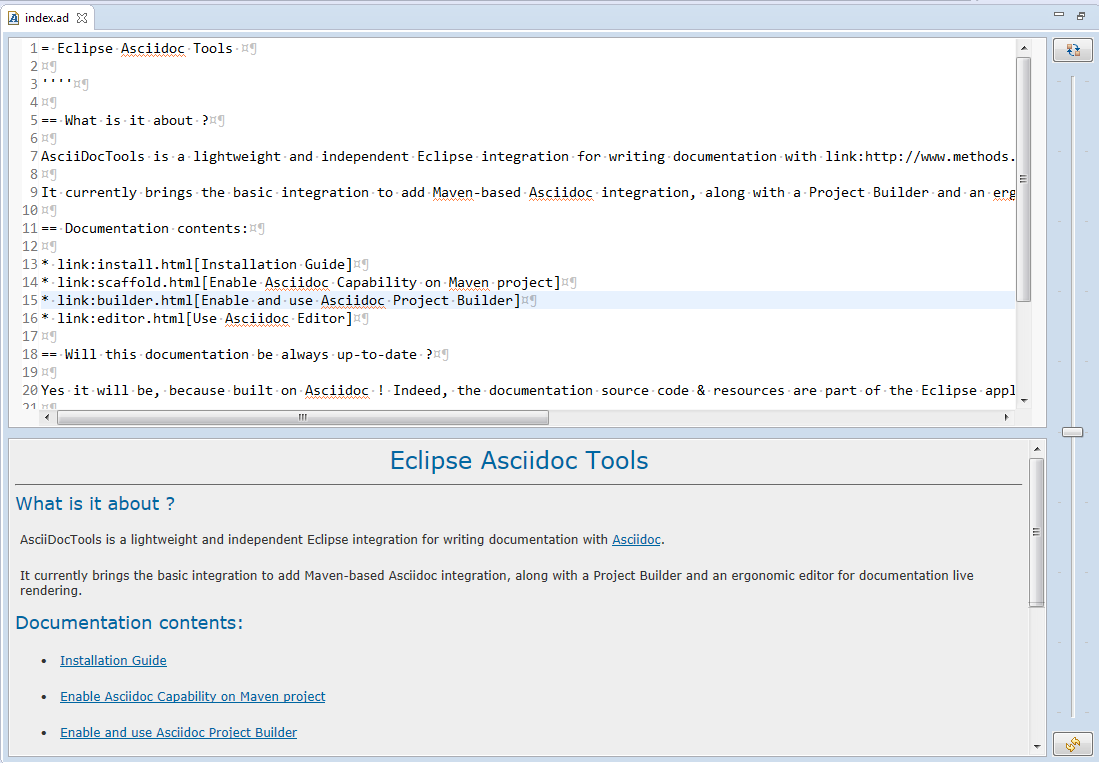 index.ad
1 = Eclipse Asciidoc Tools ¤¶
2 ¤¶
3 ''''¤¶
4 ¤¶
5 == What is it about ?¤¶
6 ¤¶
7 AsciiDocTools is a lightweight and independent Eclipse integration for writing documentation with link:http://www.methods.
8 ¤¶
9 It currently brings the basic integration to add Maven-based Asciidoc integration, along with a Project Builder and an erg
10 ¤¶
11 == Documentation contents:¤¶
12 ¤¶
13 * link:install.html[Installation Guide]¤¶
14 * link:scaffold.html[Enable Asciidoc Capability on Maven project]¤¶
15 * link:builder.html[Enable and use Asciidoc Project Builder]¤¶
16 * link:editor.html[Use Asciidoc Editor]¤¶
17 ¤¶
18 == Will this documentation be always up-to-date ?¤¶
19 ¤¶
20 Yes it will be, because built on Asciidoc ! Indeed, the documentation source code & resources are part of the Eclipse appl
21 ¤¶
Eclipse Asciidoc Tools
What is it about ?
AsciiDocTools is a lightweight and independent Eclipse integration for writing documentation with Asciidoc.
It currently brings the basic integration to add Maven-based Asciidoc integration, along with a Project Builder and an ergonomic editor for documentation live
rendering.
Documentation contents:
• Installation Guide
• Enable Asciidoc Capability on Maven project
• Enable and use Asciidoc Project Builder